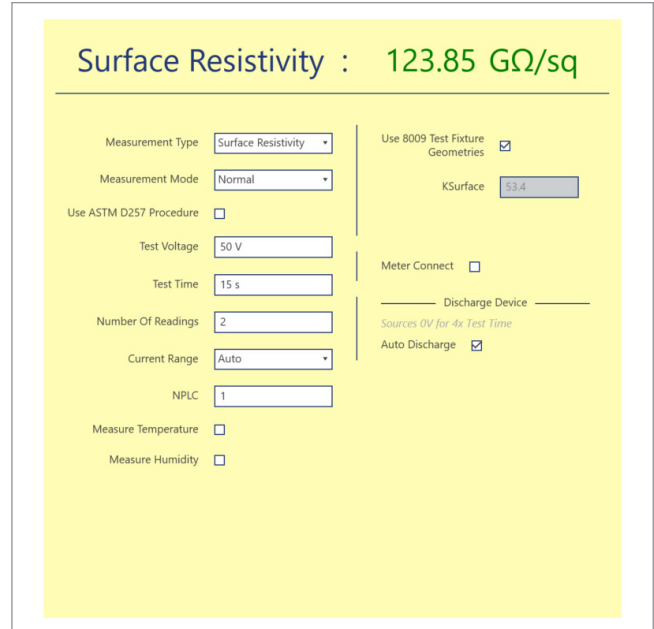 Surface Resistivity : 123.85 GΩ/sq
Measurement Type Surface Resistivity
Measurement Mode Normal
Use ASTM D257 Procedure
Test Voltage 50 V
Test Time 15 s
Number Of Readings 2
Current Range Auto
NPLC 1
Measure Temperature
Measure Humidity
Use 8009 Test Fixture
Geometries
KSurface 53.4
Meter Connect
Discharge Device
Sources 0V for 4x Test Time
Auto Discharge